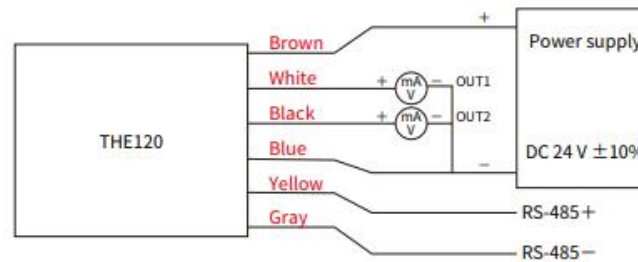 Brown
+
Power supply
White
+
mA
V
−
OUT1
Black
+
mA
V
−
OUT2
THE120
Blue
−
DC 24 V ±10%
Yellow
RS-485+
Gray
RS-485−